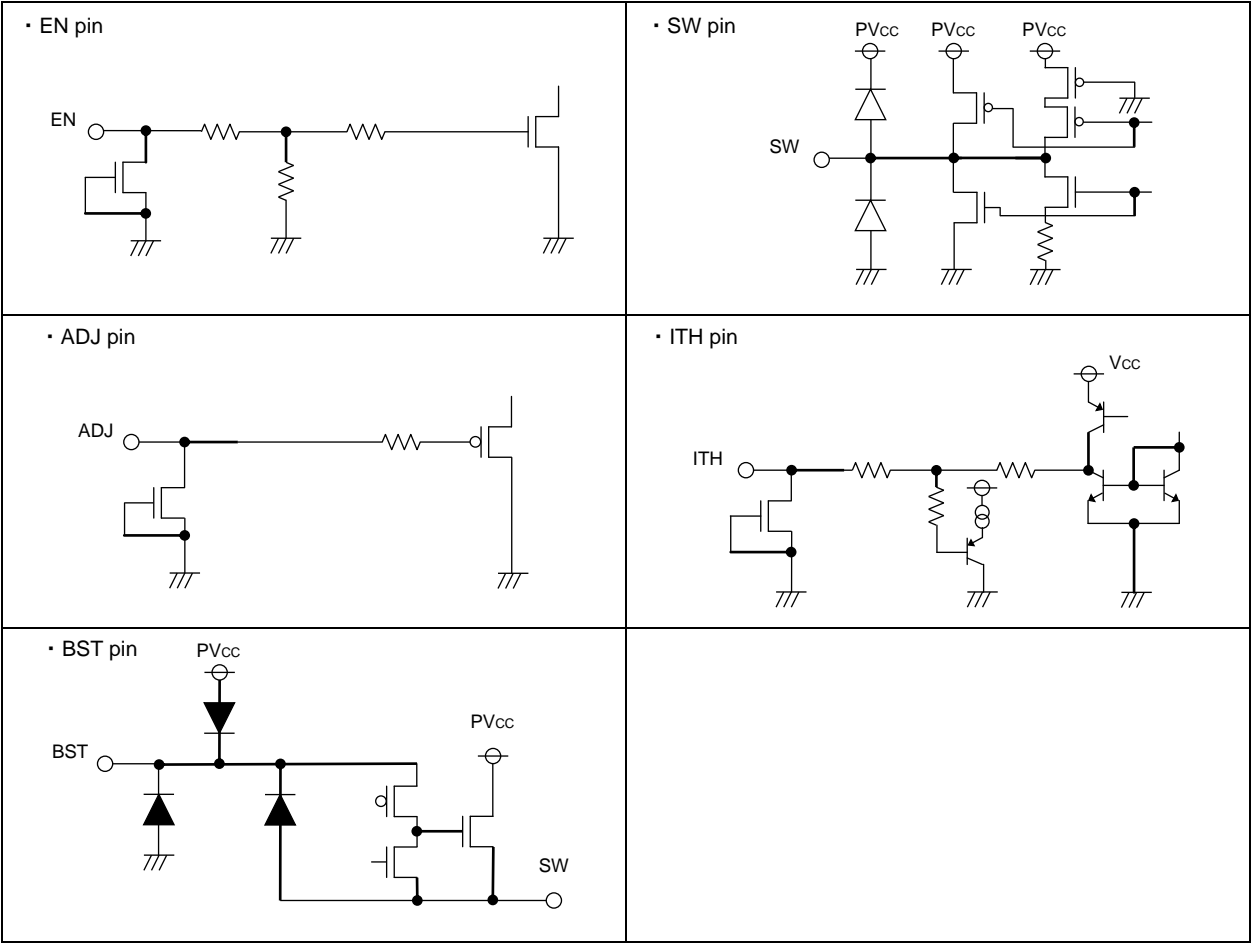 ・EN pin
EN
・SW pin
PVcc PVcc PVcc
SW
・ADJ pin
ADJ
・ITH pin
Vcc
ITH
・BST pin
PVcc
PVcc
BST
SW